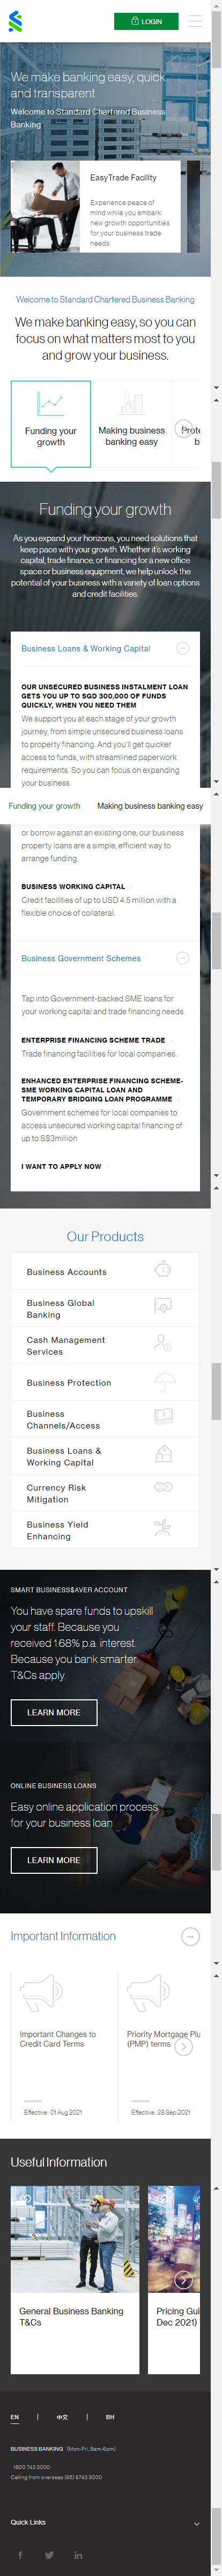 LOGIN
We make banking easy, quick
and transparent
Welcome to Standard Chartered Business
Banking
EasyTrade Facility
Experience peace of
mind while you embark
new growth opportunities
for your business trade
needs
Welcome to Standard Chartered Business Banking
We make banking easy, so you can
focus on what matters most to you
and grow your business.
Funding your
growth
Making business
banking easy
Prote
b
Funding your growth
As you expand your horizons, you need solutions that
keep pace with your growth. Whether it's working
capital, trade finance, or financing for a new office
space or business equipment, we help unlock the
potential of your business with a variety of loan options
and credit facilities.
Business Loans & Working Capital
OUR UNSECURED BUSINESS INSTALMENT LOAN
GETS YOU UP TO SGD 300,000 OF FUNDS
QUICKLY, WHEN YOU NEED THEM
We support you at each stage of your growth
journey, from simple unsecured business loans
to property financing. And you'll get quicker
access to funds, with streamlined paperwork
requirements. So you can focus on expanding
your business.
Funding your growth
Making business banking easy
or borrow against an existing one, our business
property loans are a simple, efficient way to
arrange funding.
BUSINESS WORKING CAPITAL
Credit facilities of up to USD 4.5 million with a
flexible choice of collateral.
Business Government Schemes
Tap into Government-backed SME loans for
your working capital and trade financing needs.
ENTERPRISE FINANCING SCHEME TRADE
Trade financing facilities for local companies.
ENHANCED ENTERPRISE FINANCING SCHEME-
SME WORKING CAPITAL LOAN AND
TEMPORARY BRIDGING LOAN PROGRAMME
Government schemes for local companies to
access unsecured working capital financing of
up to S$3million
I WANT TO APPLY NOW
Our Products
Business Accounts
Business Global
Banking
Cash Management
Services
Business Protection
Business
Channels/Access
Business Loans &
Working Capital
Currency Risk
Mitigation
Business Yield
Enhancing
SMART BUSINESS$AVER ACCOUNT
You have spare funds to upskill
your staff. Because you
received 1.68% p.a. interest.
Because you bank smarter.
T&Cs apply.
LEARN MORE
ONLINE BUSINESS LOANS
Easy online application process
for your business loan
LEARN MORE
Important Information
Important Changes to
Credit Card Terms
Effective : 01 Aug 2021
Priority Mortgage Plu
(PMP) terms
Effective : 28 Sep 2021
Useful Information
General Business Banking
T&Cs
Pricing Gui
Dec 2021)
EN
中文
BH
BUSINESS BANKING (Mon-Fri, 9am-6pm)
1800 743 3000
Calling from overseas (65) 6743 3000
Quick Links